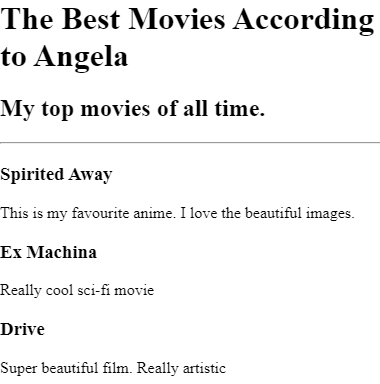 The Best Movies According
to Angela
My top movies of all time.
Spirited Away
This is my favourite anime. I love the beautiful images.
Ex Machina
Really cool sci-fi movie
Drive
Super beautiful film. Really artistic